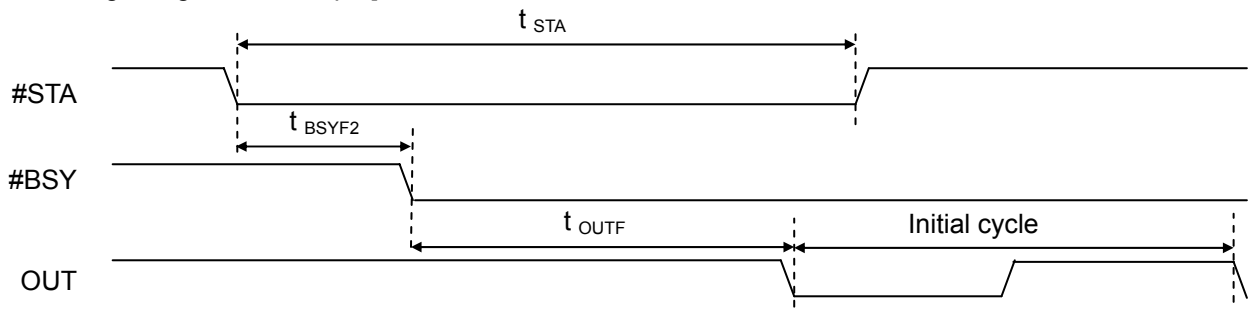 t STA
#STA
t BSYF2
#BSY
t OUTF
Initial cycle
OUT